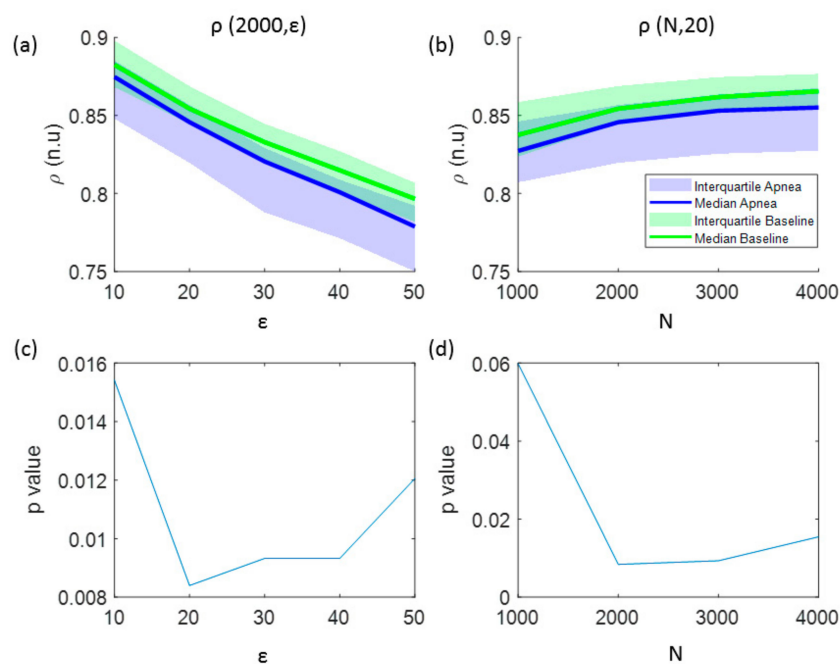 ρ (2000,ε)
ρ (N,20)
(a)
(b)
0.9
0.85
0.8
0.75
ρ (n.u)
10 20 30 40 50
ε
0.9
0.85
0.8
0.75
ρ (n.u)
Interquartile Apnea
Median Apnea
Interquartile Baseline
Median Baseline
1000 2000 3000 4000
N
(c)
(d)
0.016
0.014
0.012
0.01
0.008
p value
10 20 30 40 50
ε
0.06
0.04
0.02
0
p value
1000 2000 3000 4000
N